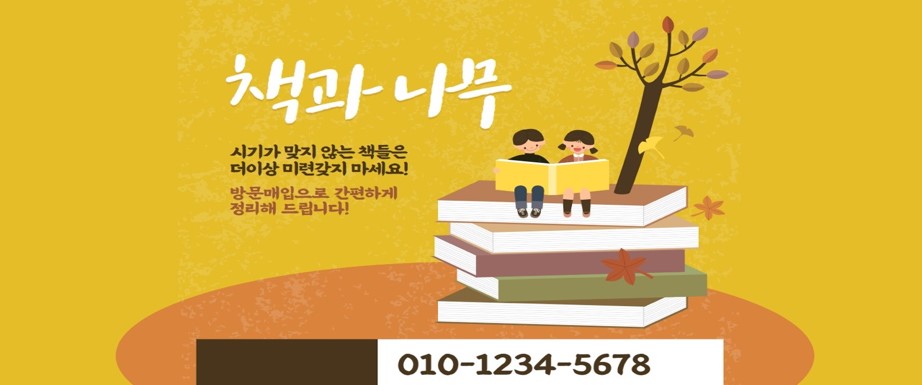 책과 나무
시기가 맞지 않는 책들은
더이상 미련갖지 마세요!
방문매입으로 간편하게
정리해 드립니다!
010-1234-5678